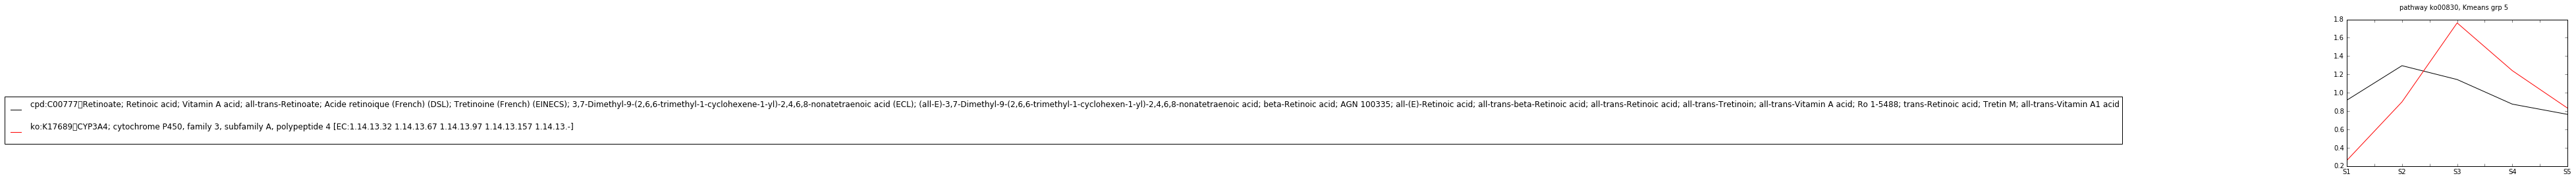 pathway ko00830, Kmeans grp 5
cpd:C00777▯Retinoate; Retinoic acid; Vitamin A acid; all-trans-Retinoate; Acide retinoique (French) (DSL); Tretinoine (French) (EINECS); 3,7-Dimethyl-9-(2,6,6-trimethyl-1-cyclohexene-1-yl)-2,4,6,8-nonatetraenoic acid (ECL); (all-E)-3,7-Dimethyl-9-(2,6,6-trimethyl-1-cyclohexen-1-yl)-2,4,6,8-nonatetraenoic acid; beta-Retinoic acid; AGN 100335; all-(E)-Retinoic acid; all-trans-beta-Retinoic acid; all-trans-Retinoic acid; all-trans-Tretinoin; all-trans-Vitamin A acid; Ro 1-5488; trans-Retinoic acid; Tretin M; all-trans-Vitamin A1 acid
ko:K17689▯CYP3A4; cytochrome P450, family 3, subfamily A, polypeptide 4 [EC:1.14.13.32 1.14.13.67 1.14.13.97 1.14.13.157 1.14.13.-]
1.8
1.6
1.4
1.2
1.0
0.8
0.6
0.4
0.2
S1 S2 S3 S4 S5